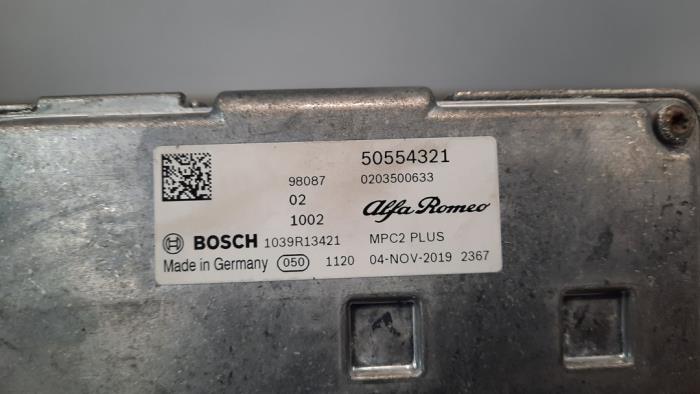 50554321
98087 0203500633
02
1002 Alfa Romeo
BOSCH 1039R13421 MPC2 PLUS
Made in Germany 050 1120 04-NOV-2019 2367